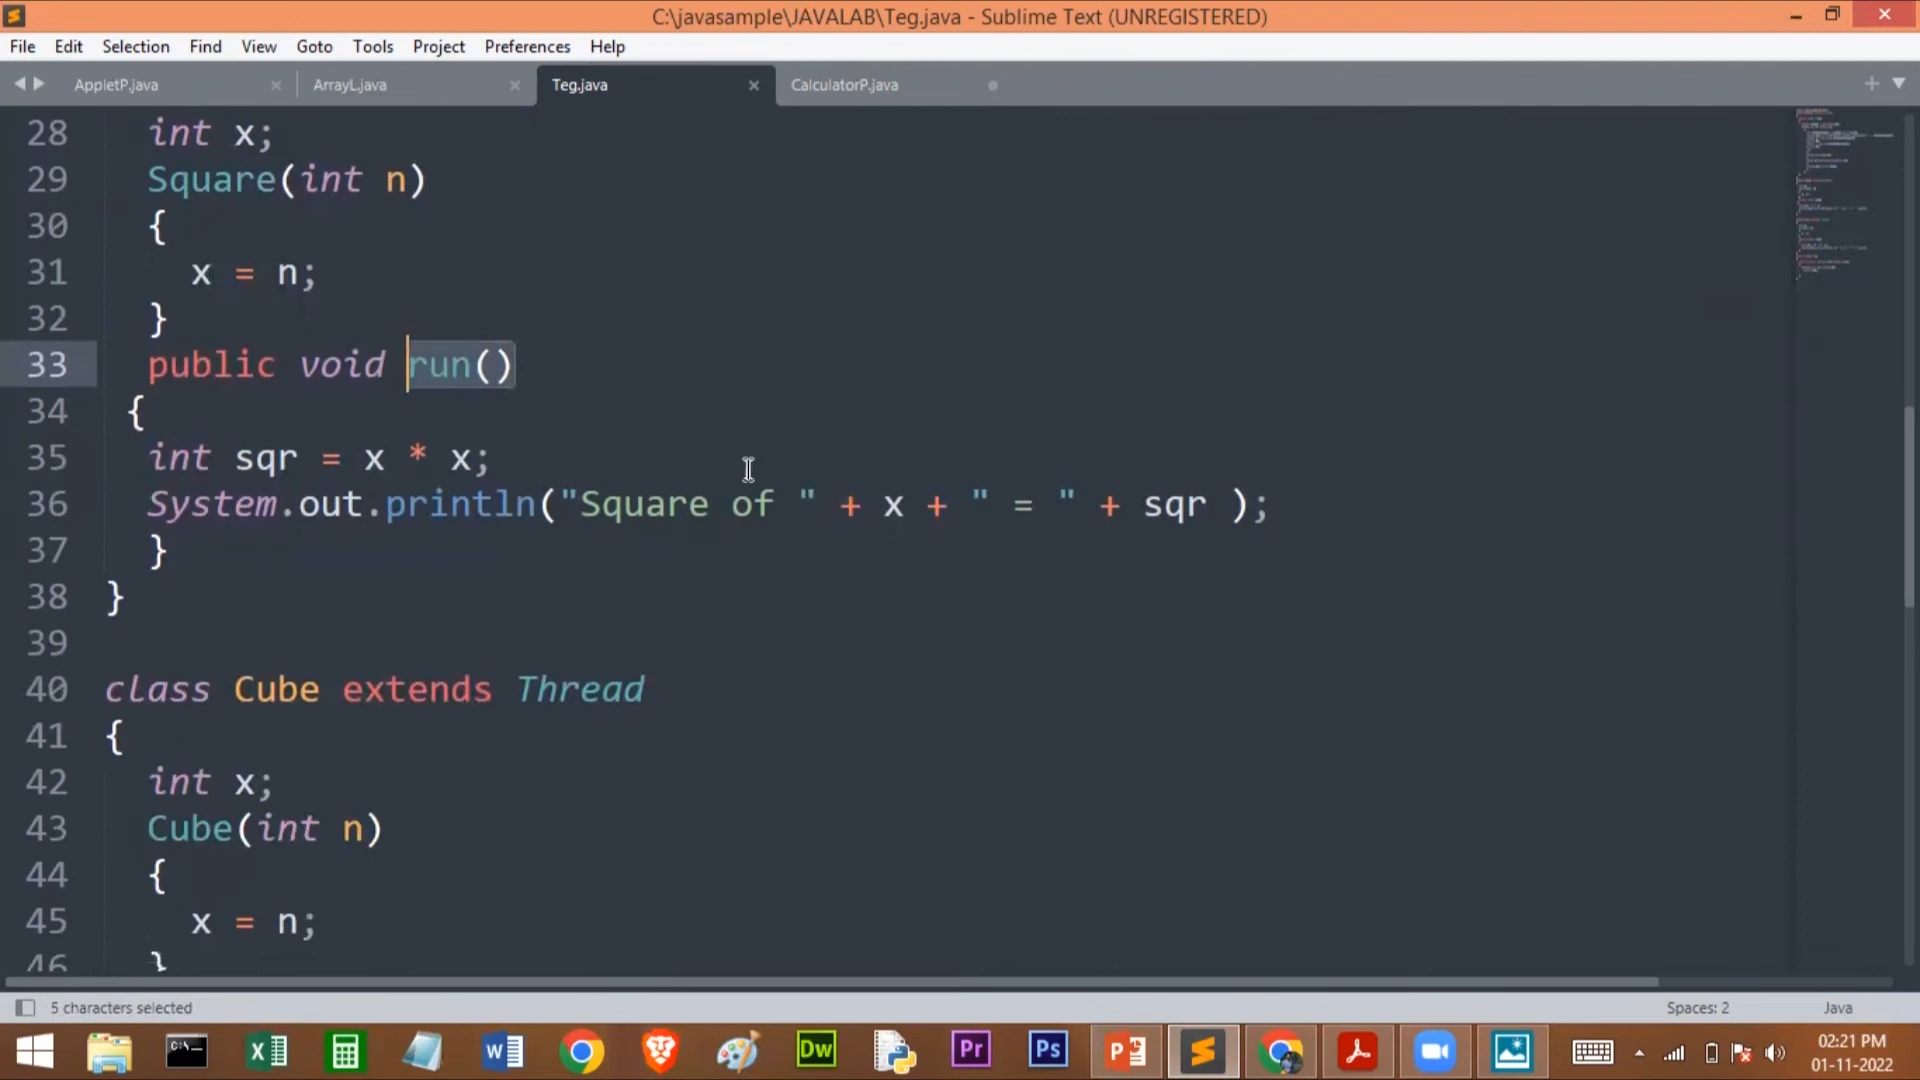 C:\javasample\JAVALAB\Teg.java - Sublime Text (UNREGISTERED)
File Edit Selection Find View Goto Tools Project Preferences Help
AppletP.java ArrayL.java Teg.java CalculatorP.java
28 int x;
29 Square(int n)
30 {
31 x = n;
32 }
33 public void run()
34 {
35 int sqr = x * x;
36 System.out.println("Square of " + x + " = " + sqr );
37 }
38 }
39
40 class Cube extends Thread
41 {
42 int x;
43 Cube(int n)
44 {
45 x = n;
46 }
5 characters selected Spaces: 2 Java
Dw Pr Ps
02:21 PM
01-11-2022